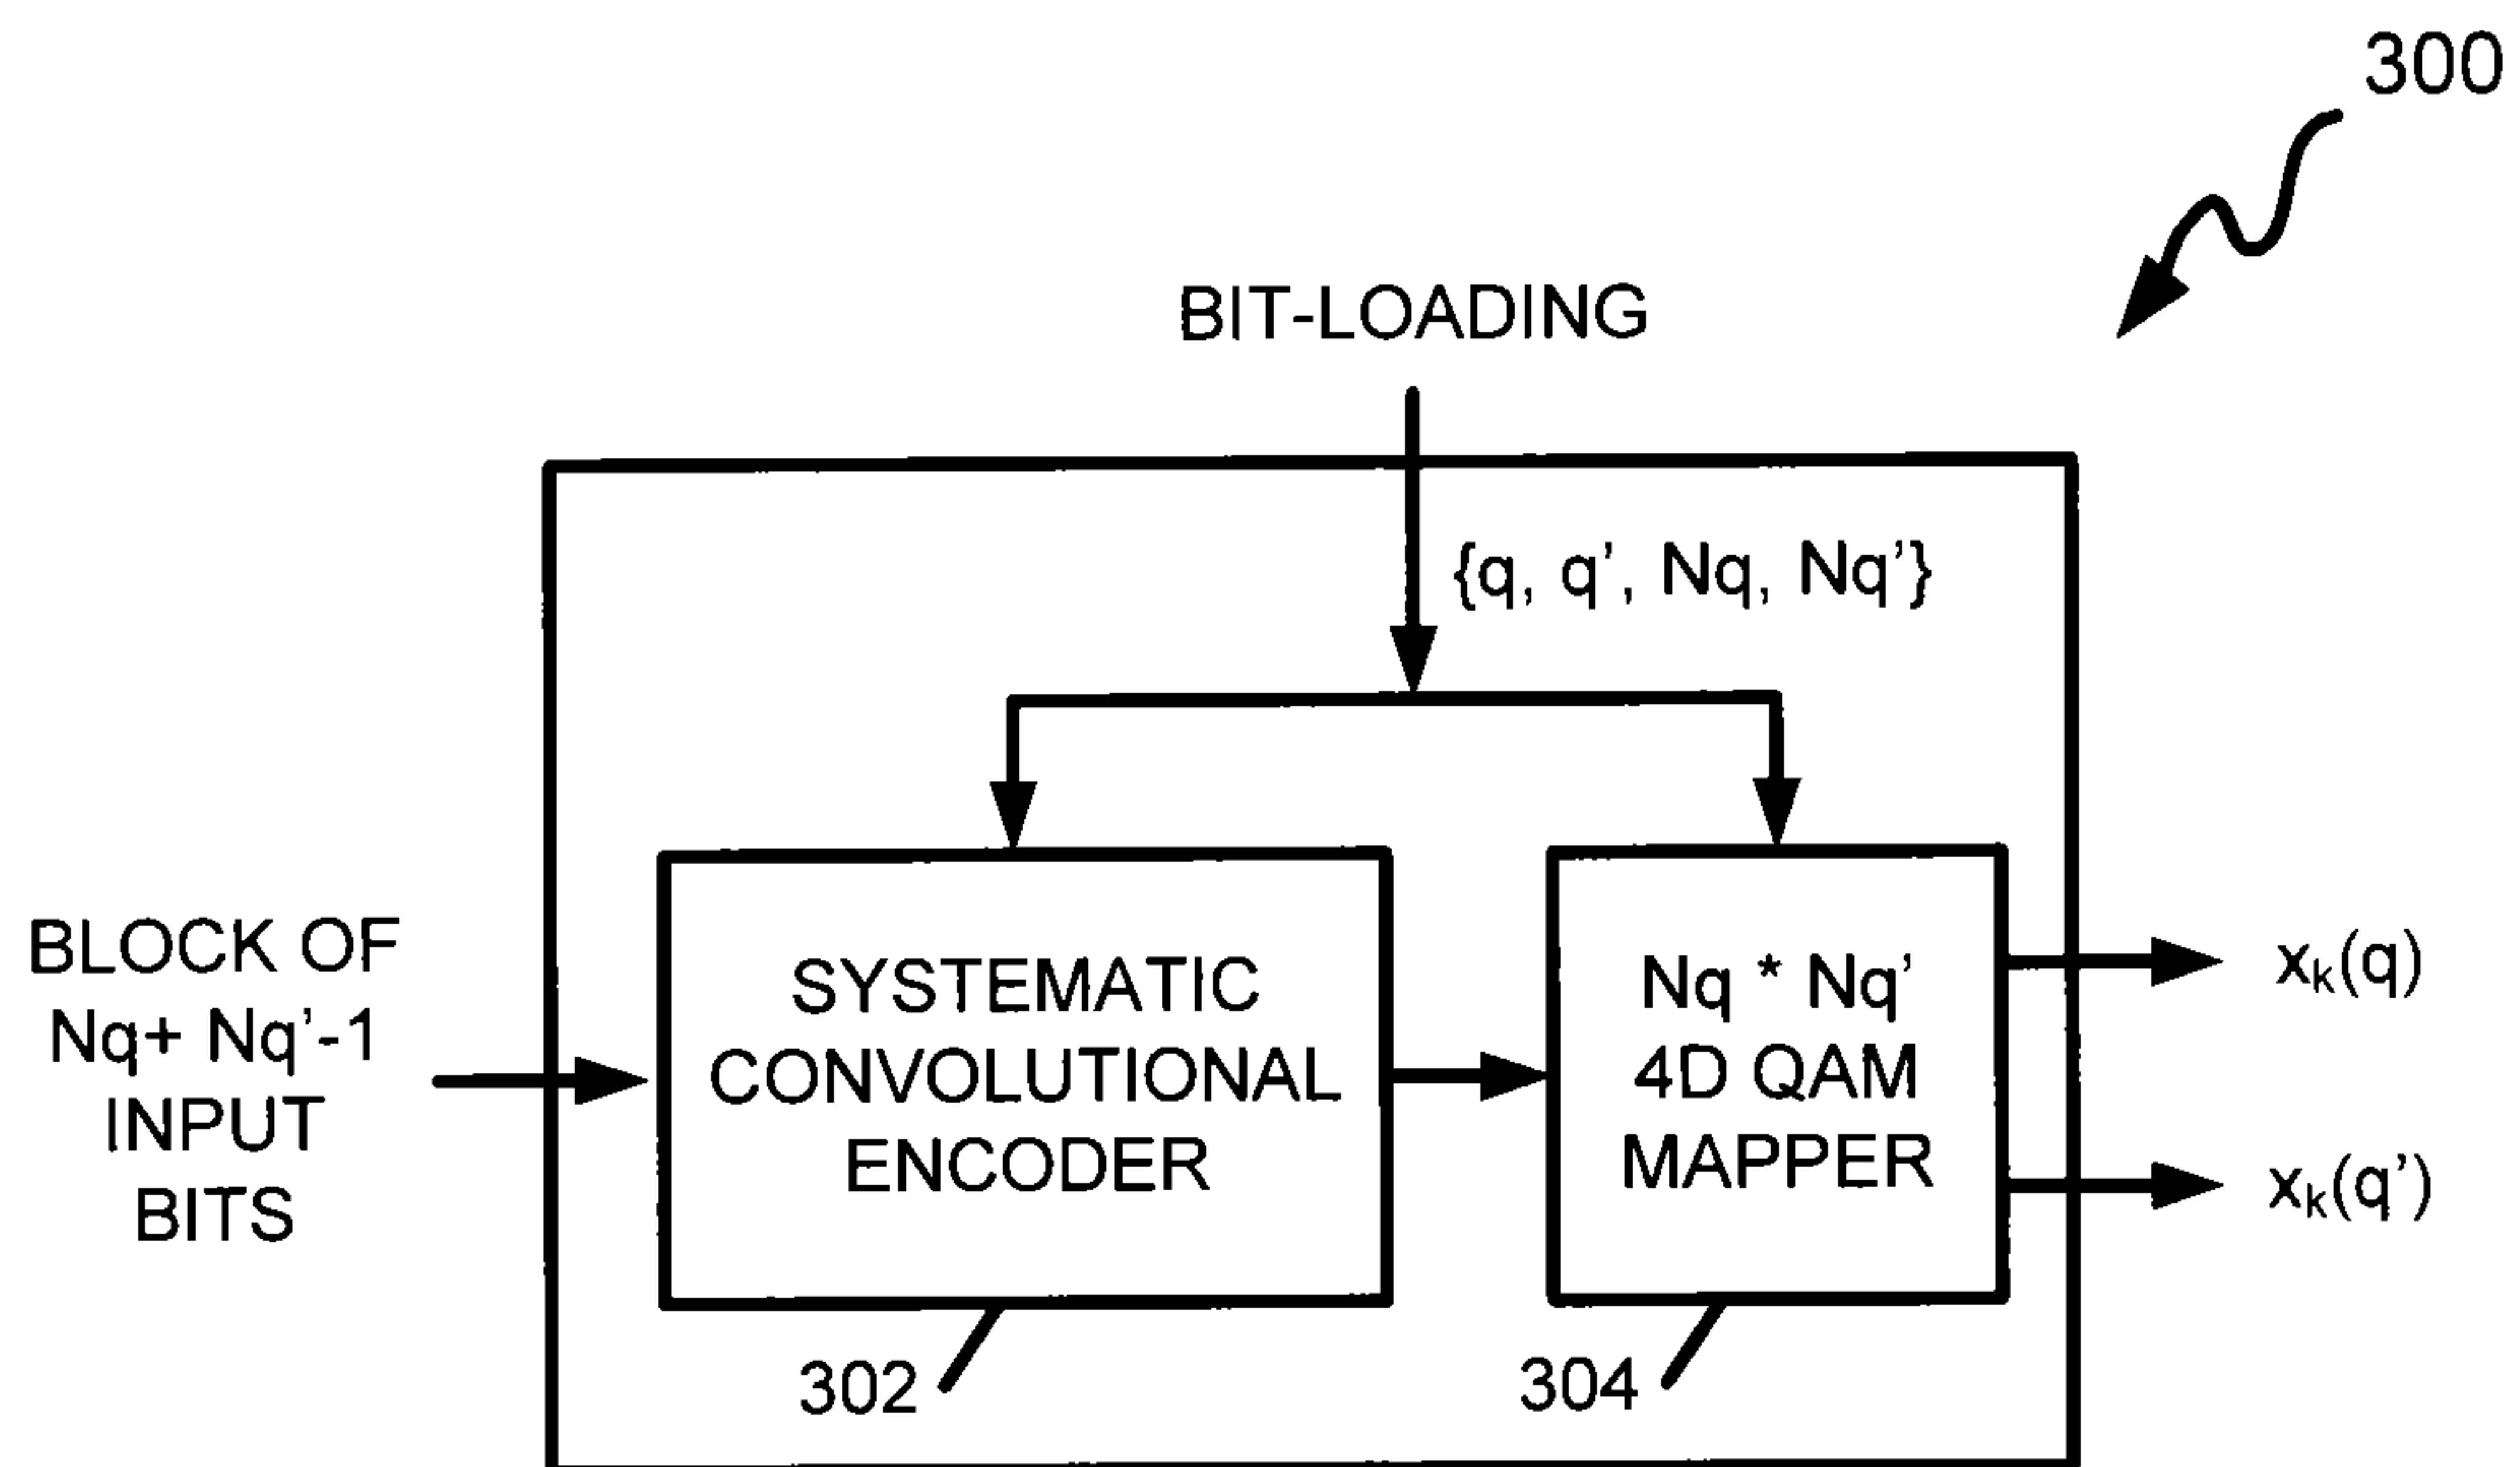 300
BIT-LOADING
{q, q’, Nq, Nq’}
BLOCK OF
Nq+ Nq’-1
INPUT
BITS
SYSTEMATIC
CONVOLUTIONAL
ENCODER
Nq * Nq’
4D QAM
MAPPER
xₖ(q)
xₖ(q’)
302
304